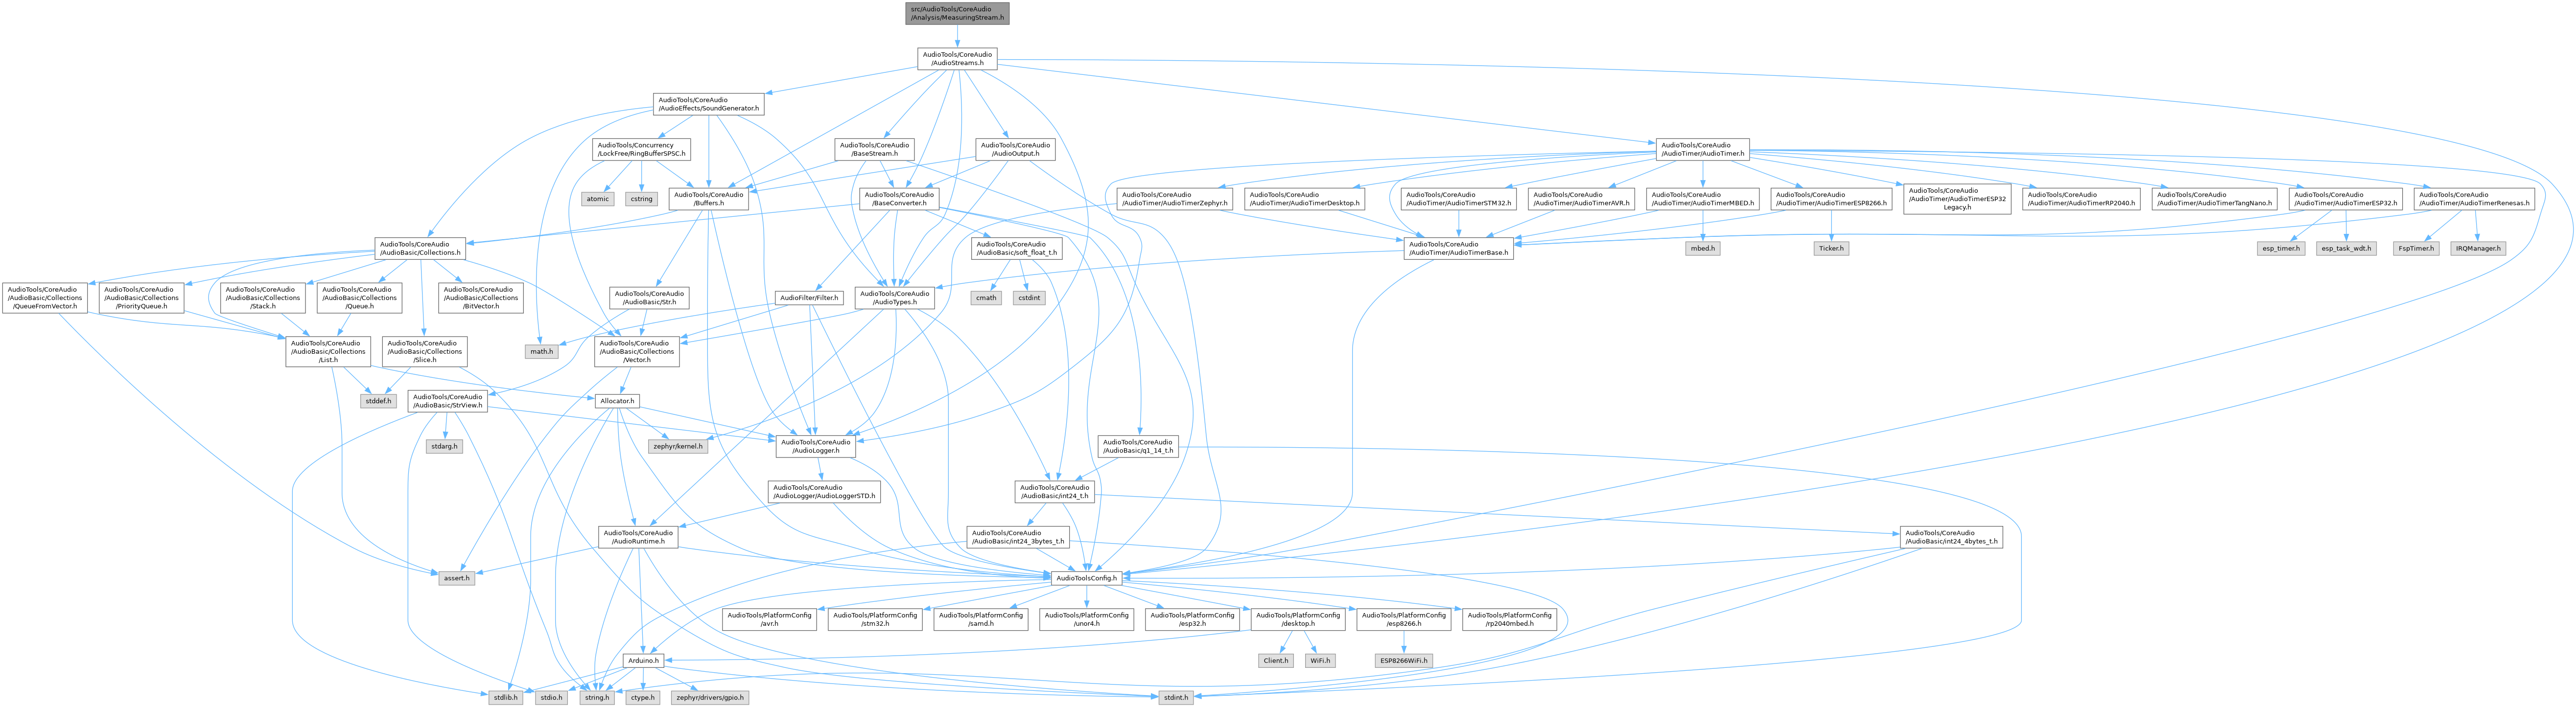 src/AudioTools/CoreAudio
/Analysis/MeasuringStream.h
AudioTools/CoreAudio
/AudioStreams.h
AudioTools/CoreAudio
/AudioEffects/SoundGenerator.h
AudioTools/Concurrency
/LockFree/RingBufferSPSC.h
AudioTools/CoreAudio
/BaseStream.h
AudioTools/CoreAudio
/AudioOutput.h
AudioTools/CoreAudio
/AudioTimer/AudioTimer.h
atomic
cstring
AudioTools/CoreAudio
/Buffers.h
AudioTools/CoreAudio
/BaseConverter.h
AudioTools/CoreAudio
/AudioTimer/AudioTimerZephyr.h
AudioTools/CoreAudio
/AudioTimer/AudioTimerDesktop.h
AudioTools/CoreAudio
/AudioTimer/AudioTimerSTM32.h
AudioTools/CoreAudio
/AudioTimer/AudioTimerAVR.h
AudioTools/CoreAudio
/AudioTimer/AudioTimerMBED.h
AudioTools/CoreAudio
/AudioTimer/AudioTimerESP8266.h
AudioTools/CoreAudio
/AudioTimer/AudioTimerESP32
Legacy.h
AudioTools/CoreAudio
/AudioTimer/AudioTimerRP2040.h
AudioTools/CoreAudio
/AudioTimer/AudioTimerTangNano.h
AudioTools/CoreAudio
/AudioTimer/AudioTimerESP32.h
AudioTools/CoreAudio
/AudioTimer/AudioTimerRenesas.h
AudioTools/CoreAudio
/AudioBasic/Collections.h
AudioTools/CoreAudio
/AudioBasic/soft_float_t.h
AudioTools/CoreAudio
/AudioTimer/AudioTimerBase.h
mbed.h
Ticker.h
esp_timer.h
esp_task_wdt.h
FspTimer.h
IRQManager.h
AudioTools/CoreAudio
/AudioBasic/Collections
/QueueFromVector.h
AudioTools/CoreAudio
/AudioBasic/Collections
/PriorityQueue.h
AudioTools/CoreAudio
/AudioBasic/Collections
/Stack.h
AudioTools/CoreAudio
/AudioBasic/Collections
/Queue.h
AudioTools/CoreAudio
/AudioBasic/Collections
/BitVector.h
AudioTools/CoreAudio
/AudioBasic/Str.h
AudioFilter/Filter.h
AudioTools/CoreAudio
/AudioTypes.h
cmath
cstdint
AudioTools/CoreAudio
/AudioBasic/Collections
/List.h
AudioTools/CoreAudio
/AudioBasic/Collections
/Slice.h
math.h
AudioTools/CoreAudio
/AudioBasic/Collections
/Vector.h
stddef.h
AudioTools/CoreAudio
/AudioBasic/StrView.h
Allocator.h
stdarg.h
zephyr/kernel.h
AudioTools/CoreAudio
/AudioLogger.h
AudioTools/CoreAudio
/AudioBasic/q1_14_t.h
AudioTools/CoreAudio
/AudioLogger/AudioLoggerSTD.h
AudioTools/CoreAudio
/AudioBasic/int24_t.h
AudioTools/CoreAudio
/AudioRuntime.h
AudioTools/CoreAudio
/AudioBasic/int24_3bytes_t.h
AudioTools/CoreAudio
/AudioBasic/int24_4bytes_t.h
assert.h
AudioToolsConfig.h
AudioTools/PlatformConfig
/avr.h
AudioTools/PlatformConfig
/stm32.h
AudioTools/PlatformConfig
/samd.h
AudioTools/PlatformConfig
/unor4.h
AudioTools/PlatformConfig
/esp32.h
AudioTools/PlatformConfig
/desktop.h
AudioTools/PlatformConfig
/esp8266.h
AudioTools/PlatformConfig
/rp2040mbed.h
Arduino.h
Client.h
WiFi.h
ESP8266WiFi.h
stdlib.h
stdio.h
string.h
ctype.h
zephyr/drivers/gpio.h
stdint.h